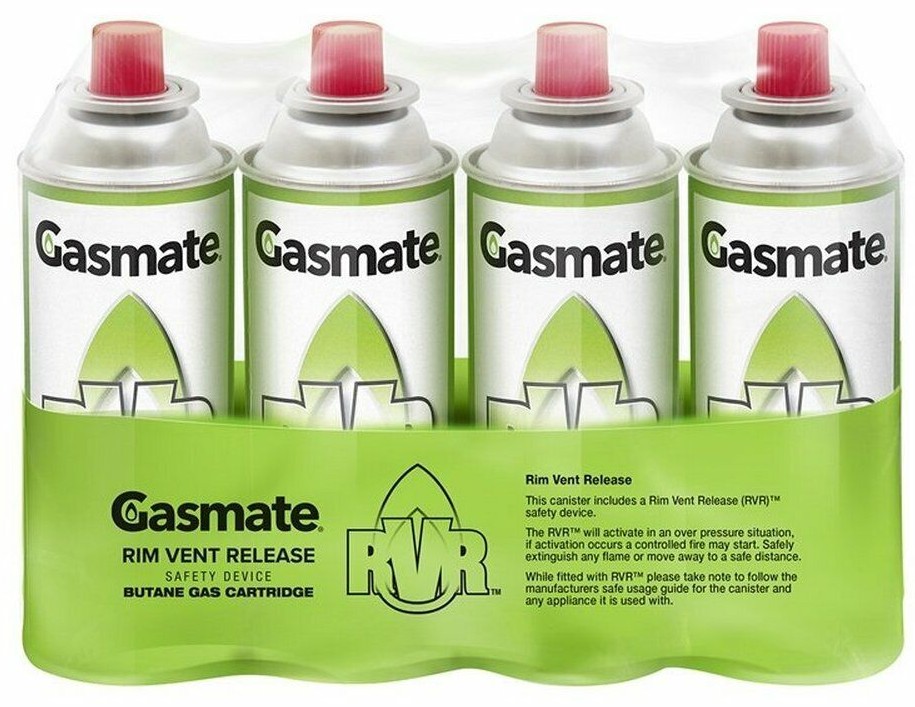 Gasmate®
Gasmate®
Gasmate®
Gasmate®
RVR
RVR
RVR
RVR
Gasmate®
RIM VENT RELEASE
SAFETY DEVICE
BUTANE GAS CARTRIDGE
RVR™
Rim Vent Release
This canister includes a Rim Vent Release (RVR)™
safety device.
The RVR™ will activate in an over pressure situation,
if activation occurs a controlled fire may start. Safely
extinguish any flame or move away to a safe distance.
While fitted with RVR™ please take note to follow the
manufacturers safe usage guide for the canister and
any appliance it is used with.